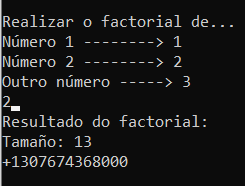 Realizar o factorial de...
Número 1 --------> 1
Número 2 --------> 2
Outro número -----> 3
2
Resultado do factorial:
Tamaño: 13
+1307674368000